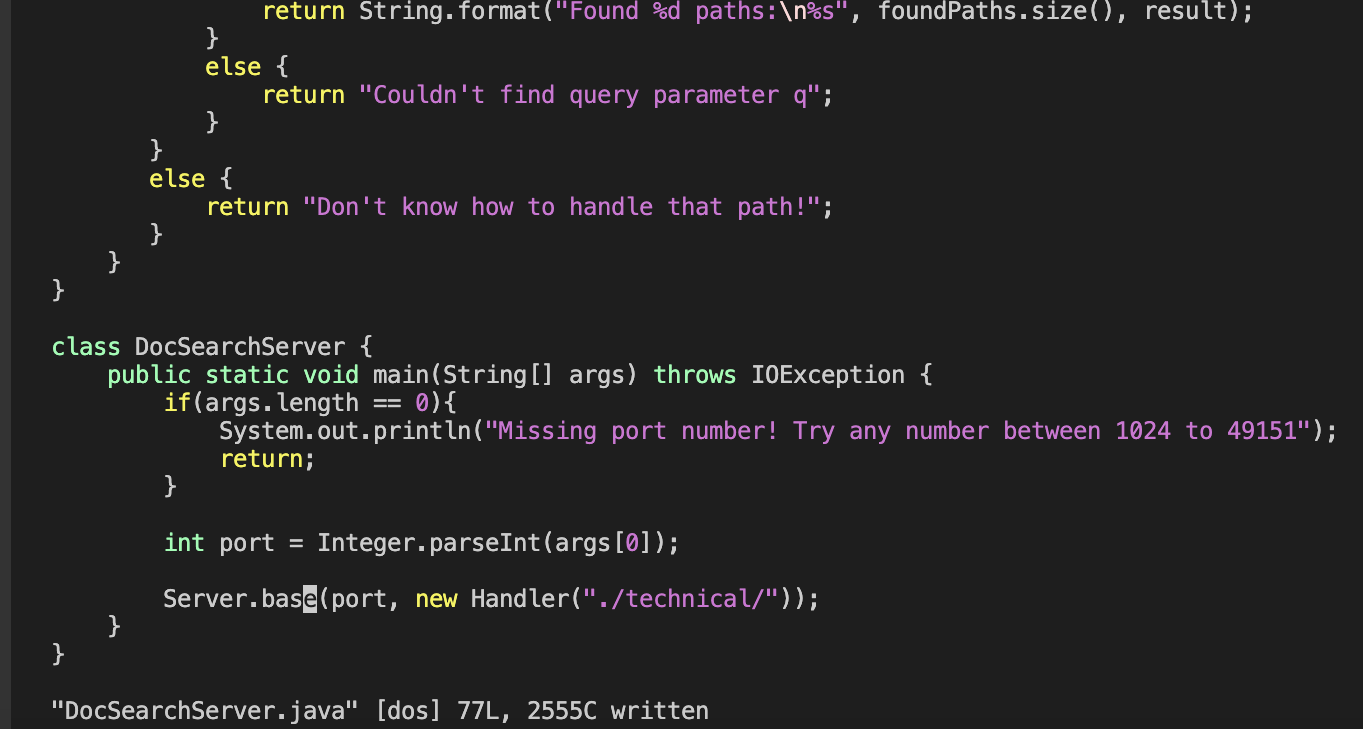 return String.format("Found %d paths:\n%s", foundPaths.size(), result);
}
else {
return "Couldn't find query parameter q";
}
}
else {
return "Don't know how to handle that path!";
}
}
}
class DocSearchServer {
public static void main(String[] args) throws IOException {
if(args.length == 0){
System.out.println("Missing port number! Try any number between 1024 to 49151");
return;
}
int port = Integer.parseInt(args[0]);
Server.base(port, new Handler("./technical/"));
}
}
"DocSearchServer.java" [dos] 77L, 2555C written